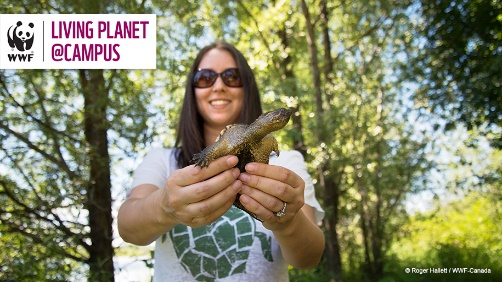 WWF
LIVING PLANET
@CAMPUS
© Roger Hallett / WWF-Canada